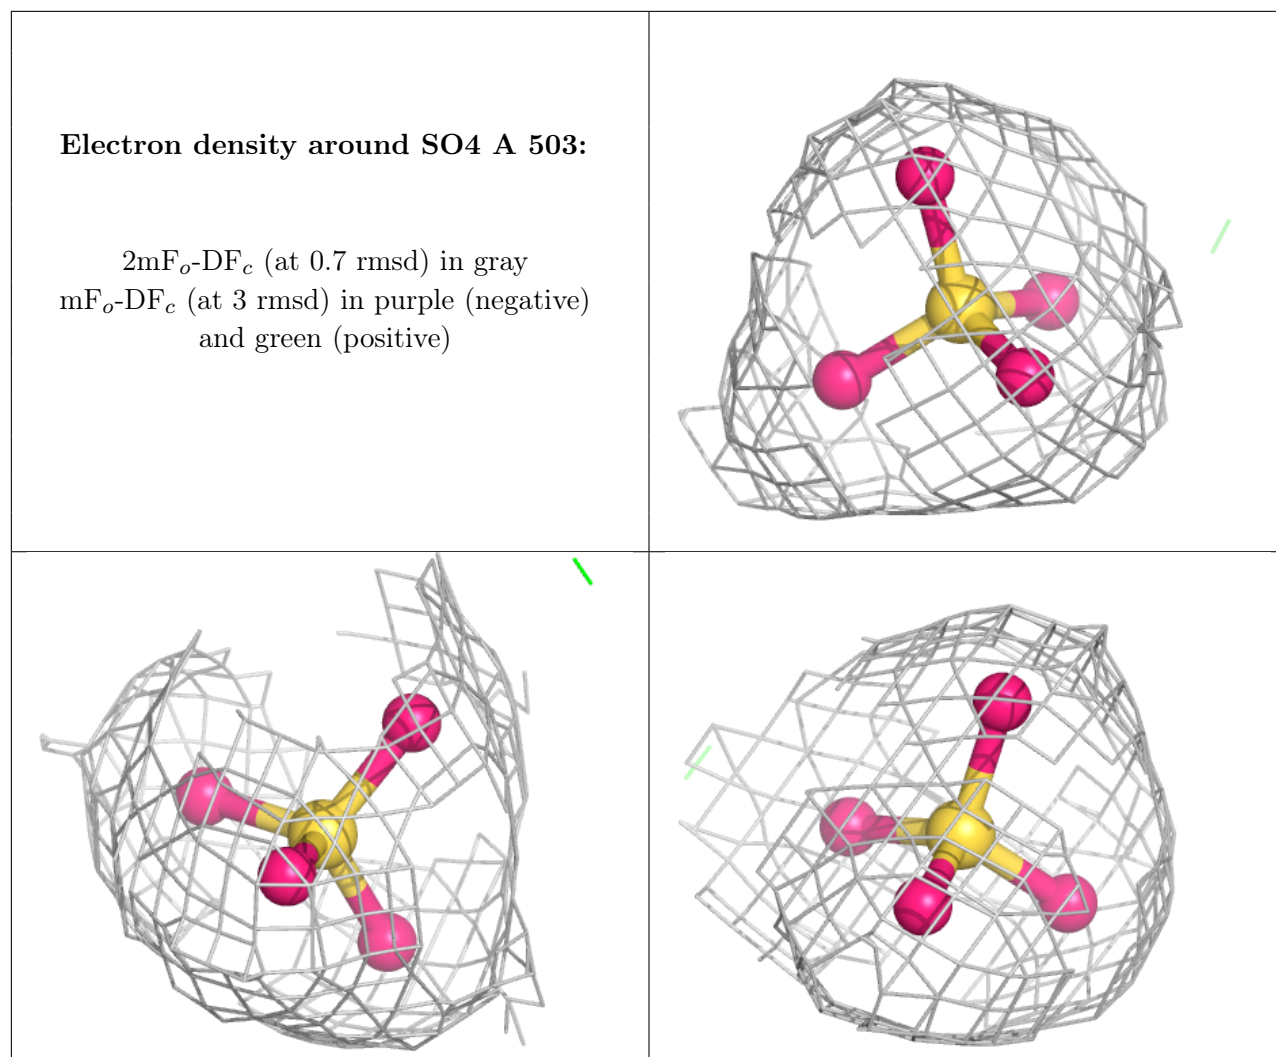 Electron density around SO4 A 503:
2mFo-DFc (at 0.7 rmsd) in gray
mFo-DFc (at 3 rmsd) in purple (negative)
and green (positive)